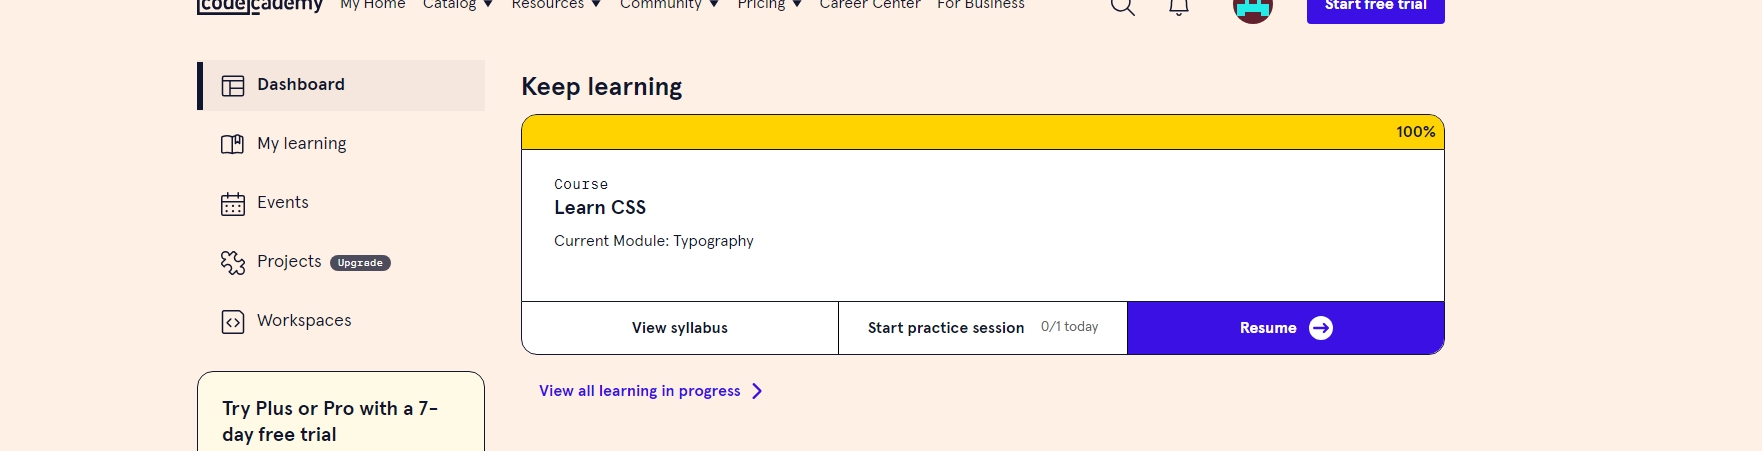 codecademy My Home Catalog Resources Community Pricing Career Center For Business Start free trial
Dashboard
My learning
Events
Projects Upgrade
Workspaces
Try Plus or Pro with a 7-
day free trial
Keep learning
100%
Course
Learn CSS
Current Module: Typography
View syllabus Start practice session 0/1 today Resume
View all learning in progress